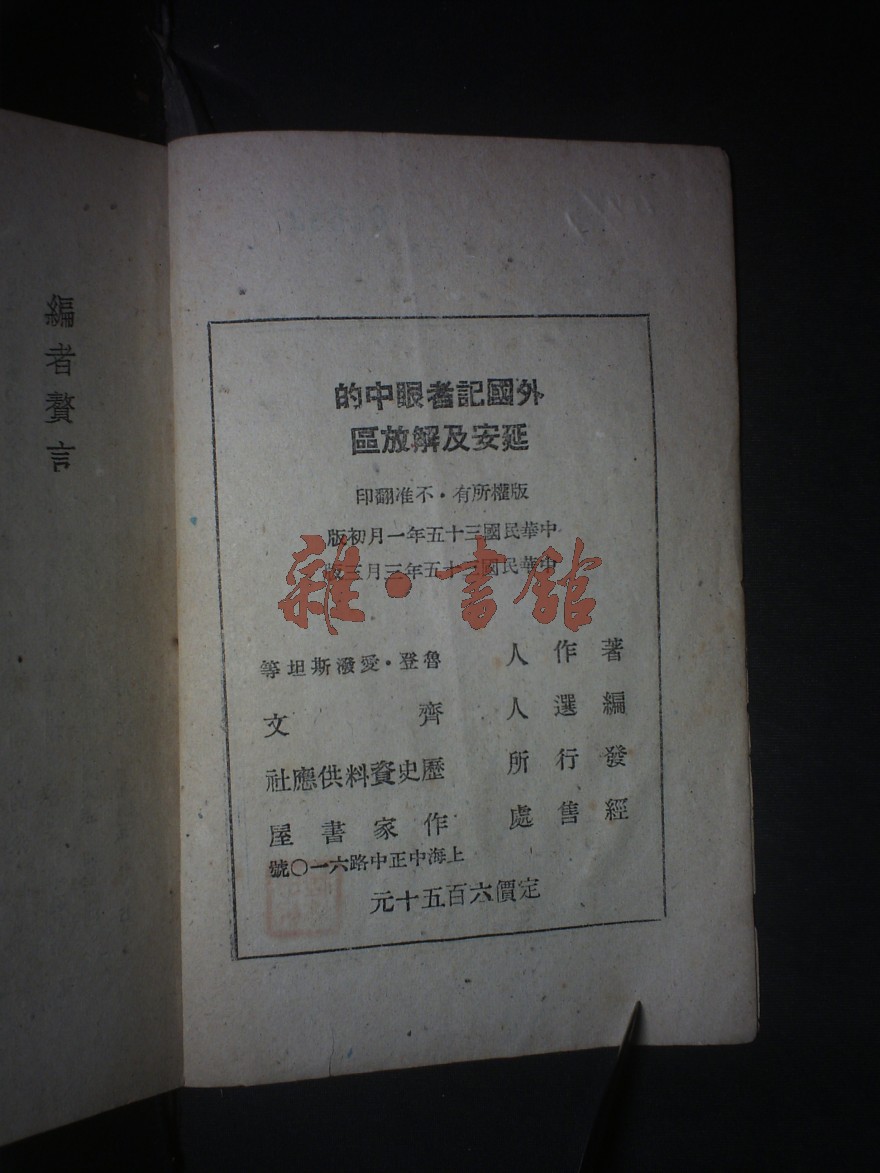 外國記者眼中的
延安及解放區
版權所有·不准翻印
中華民國三十五年一月初版
中華民國三十五年三月三版
著作人 魯登·愛潑斯坦等
編選人 齊文
發行所 歷史資料供應社
經售處 作家書屋
上海中正中路六一〇號
定價六百五十元
編者贅言
雜·書館